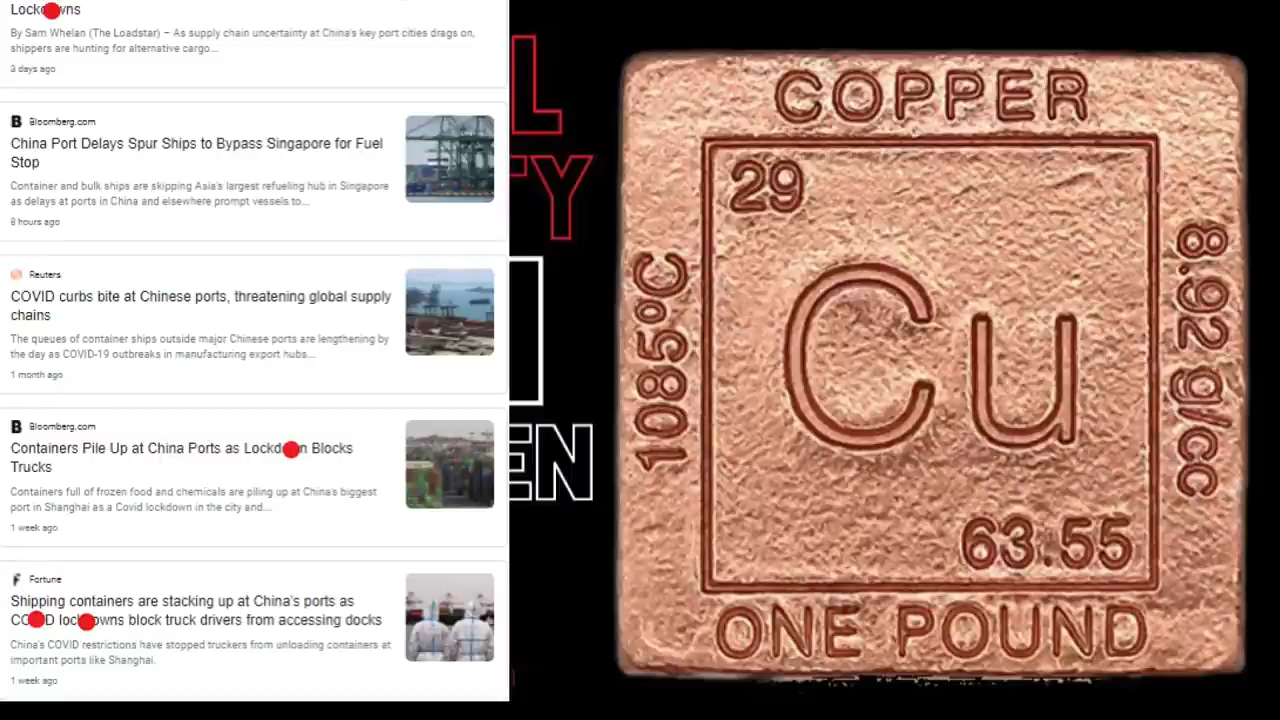 Lockdowns
By Sam Whelan (The Loadstar) – As supply chain uncertainty at China's key port cities drags on,
shippers are hunting for alternative cargo...
3 days ago
Bloomberg.com
China Port Delays Spur Ships to Bypass Singapore for Fuel
Stop
Container and bulk ships are skipping Asia's largest refueling hub in Singapore
as delays at ports in China and elsewhere prompt vessels to...
8 hours ago
Reuters
COVID curbs bite at Chinese ports, threatening global supply
chains
The queues of container ships outside major Chinese ports are lengthening by
the day as COVID-19 outbreaks in manufacturing export hubs...
1 month ago
Bloomberg.com
Containers Pile Up at China Ports as Lockdown Blocks
Trucks
Containers full of frozen food and chemicals are piling up at China's biggest
port in Shanghai as a Covid lockdown in the city and...
1 week ago
Fortune
Shipping containers are stacking up at China's ports as
COVID lockdowns block truck drivers from accessing docks
China's COVID restrictions have stopped truckers from unloading containers at
important ports like Shanghai.
1 week ago
L
TY
EN
COPPER
29
1085ºC
Cu
8.92 g/cc
63.55
ONE POUND